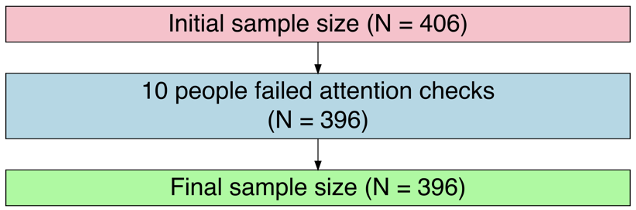 Initial sample size (N = 406)
10 people failed attention checks
(N = 396)
Final sample size (N = 396)